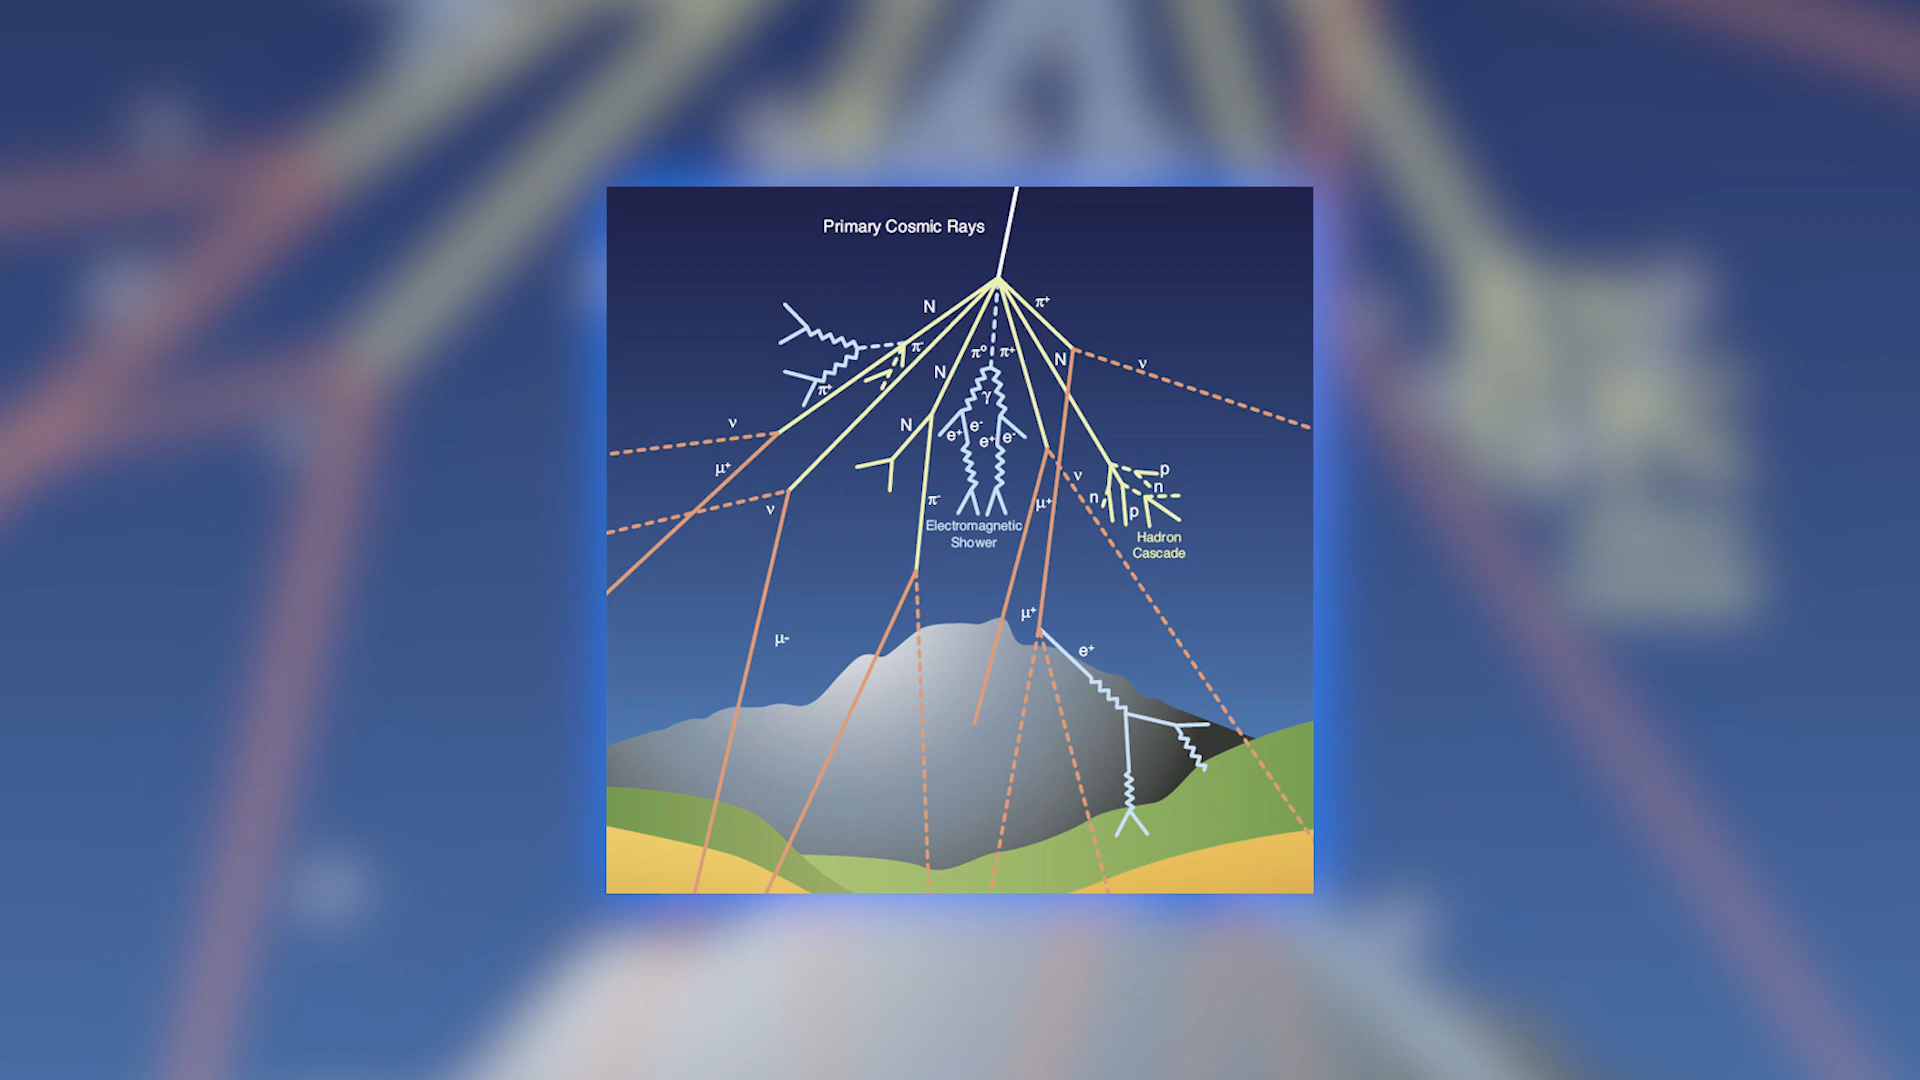 Primary Cosmic Rays
π⁺
N
π⁻
π⁰
π⁺
N
ν
N
π⁺
γ
ν
N
e⁻
e⁺
e⁺
e⁻
μ⁺
p
ν
n
n
π⁻
μ⁺
ν
p
Electromagnetic
Shower
Hadron
Cascade
μ⁺
μ-
e⁺